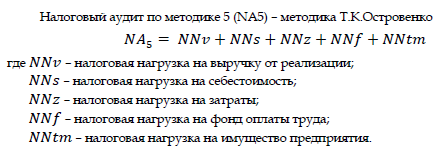 Налоговый аудит по методике 5 (NA5) – методика Т.К.Островенко
NA₅ = NNv + NNs + NNz + NNf + NNtm
где NNv – налоговая нагрузка на выручку от реализации;
NNs – налоговая нагрузка на себестоимость;
NNz – налоговая нагрузка на затраты;
NNf – налоговая нагрузка на фонд оплаты труда;
NNtm – налоговая нагрузка на имущество предприятия.